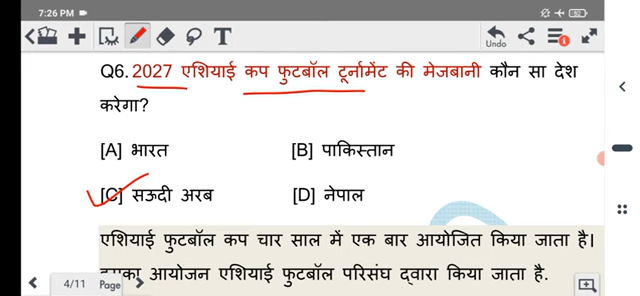 7:26 PM
Undo
Q6. 2027 एशियाई कप फुटबॉल टूर्नामेंट की मेजबानी कौन सा देश
करेगा?
[A] भारत [B] पाकिस्तान
[C] सऊदी अरब [D] नेपाल
एशियाई फुटबॉल कप चार साल में एक बार आयोजित किया जाता है।
इसका आयोजन एशियाई फुटबॉल परिसंघ द्वारा किया जाता है.
4/11 Page